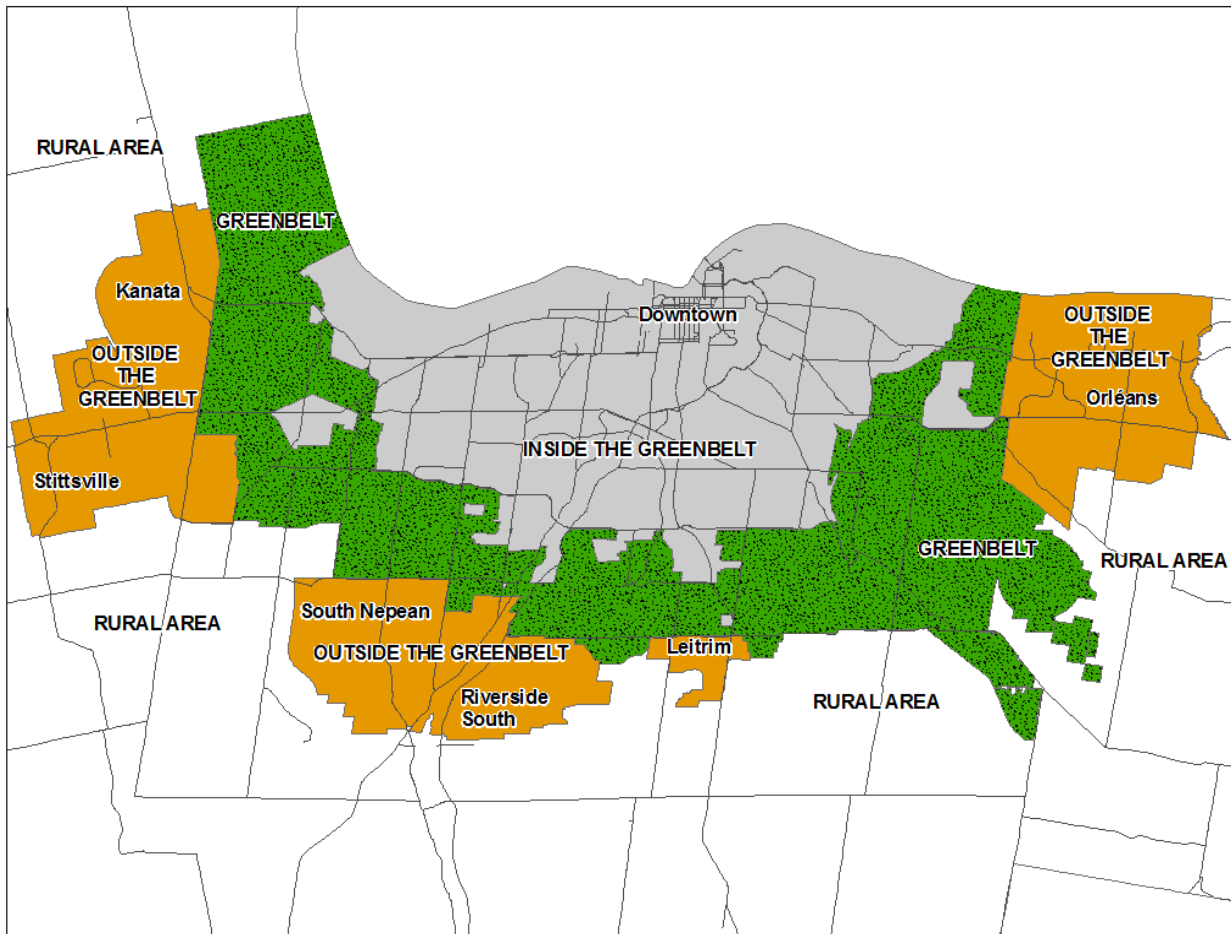 RURAL AREA
GREENBELT
Kanata
Downtown
OUTSIDE
THE
GREENBELT
OUTSIDE
THE
GREENBELT
Orléans
INSIDE THE GREENBELT
Stittsville
GREENBELT
RURAL AREA
South Nepean
RURAL AREA
OUTSIDE THE GREENBELT
Leitrim
Riverside
South
RURAL AREA